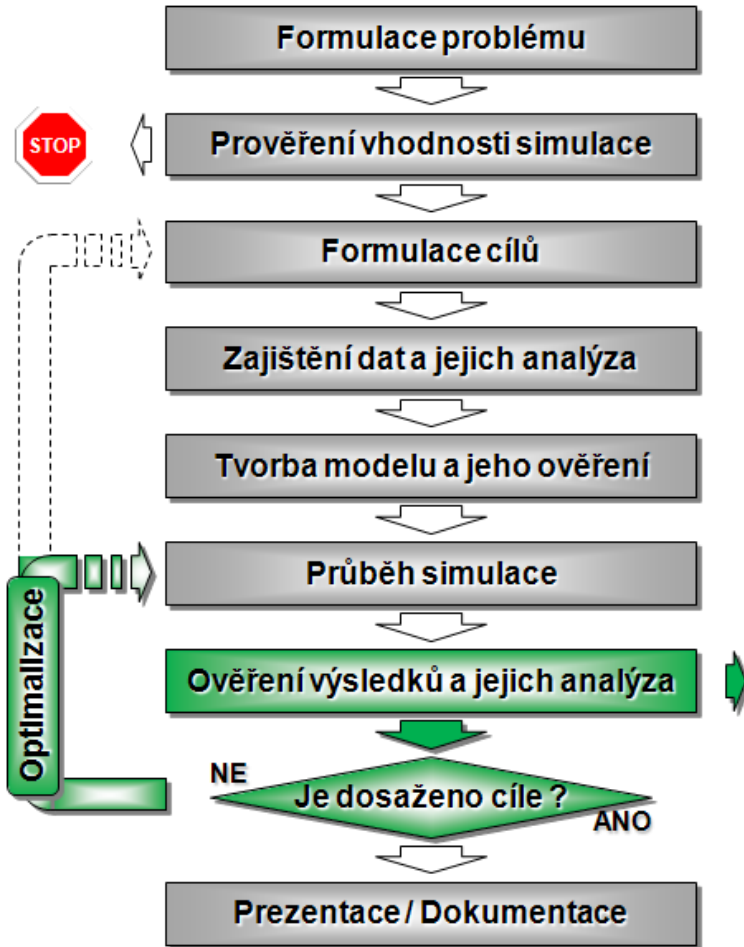 Formulace problému
STOP
Prověření vhodnosti simulace
Formulace cílů
Zajištění dat a jejich analýza
Tvorba modelu a jeho ověření
Průběh simulace
Optimalizace
Ověření výsledků a jejich analýza
NE
Je dosaženo cíle ?
ANO
Prezentace / Dokumentace